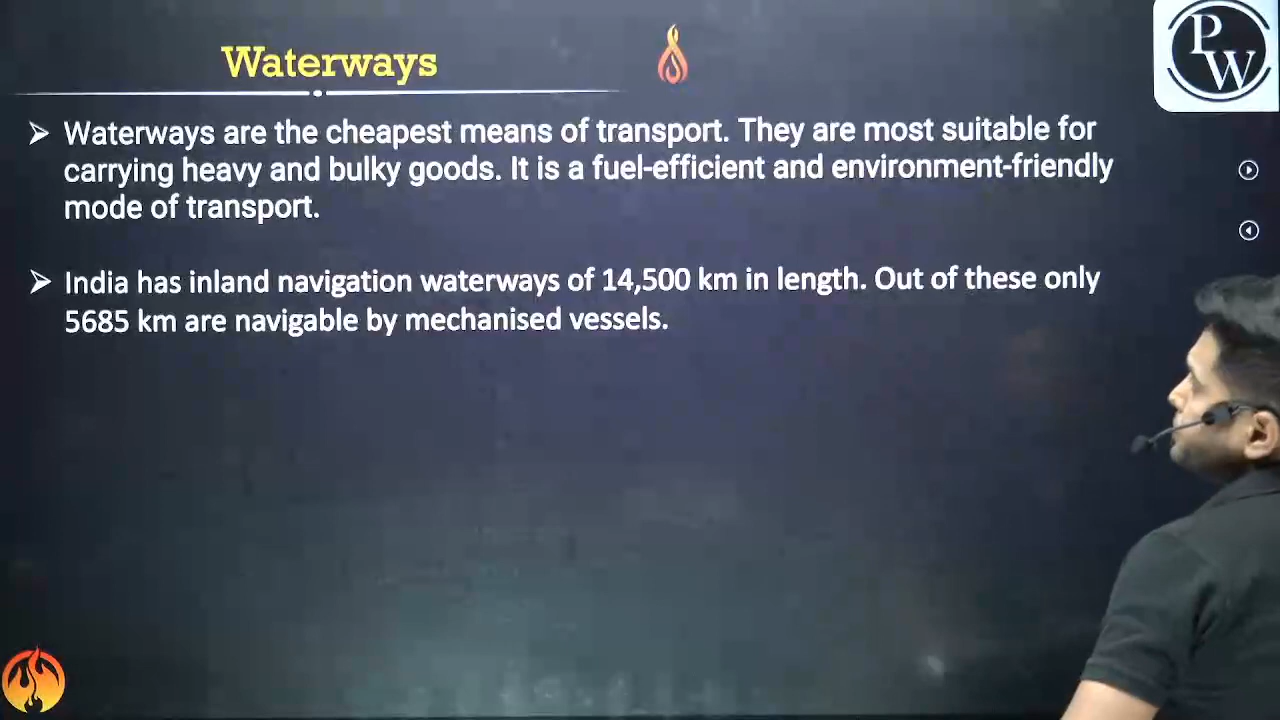 Waterways
PW
➢ Waterways are the cheapest means of transport. They are most suitable for
carrying heavy and bulky goods. It is a fuel-efficient and environment-friendly
mode of transport.
➢ India has inland navigation waterways of 14,500 km in length. Out of these only
5685 km are navigable by mechanised vessels.